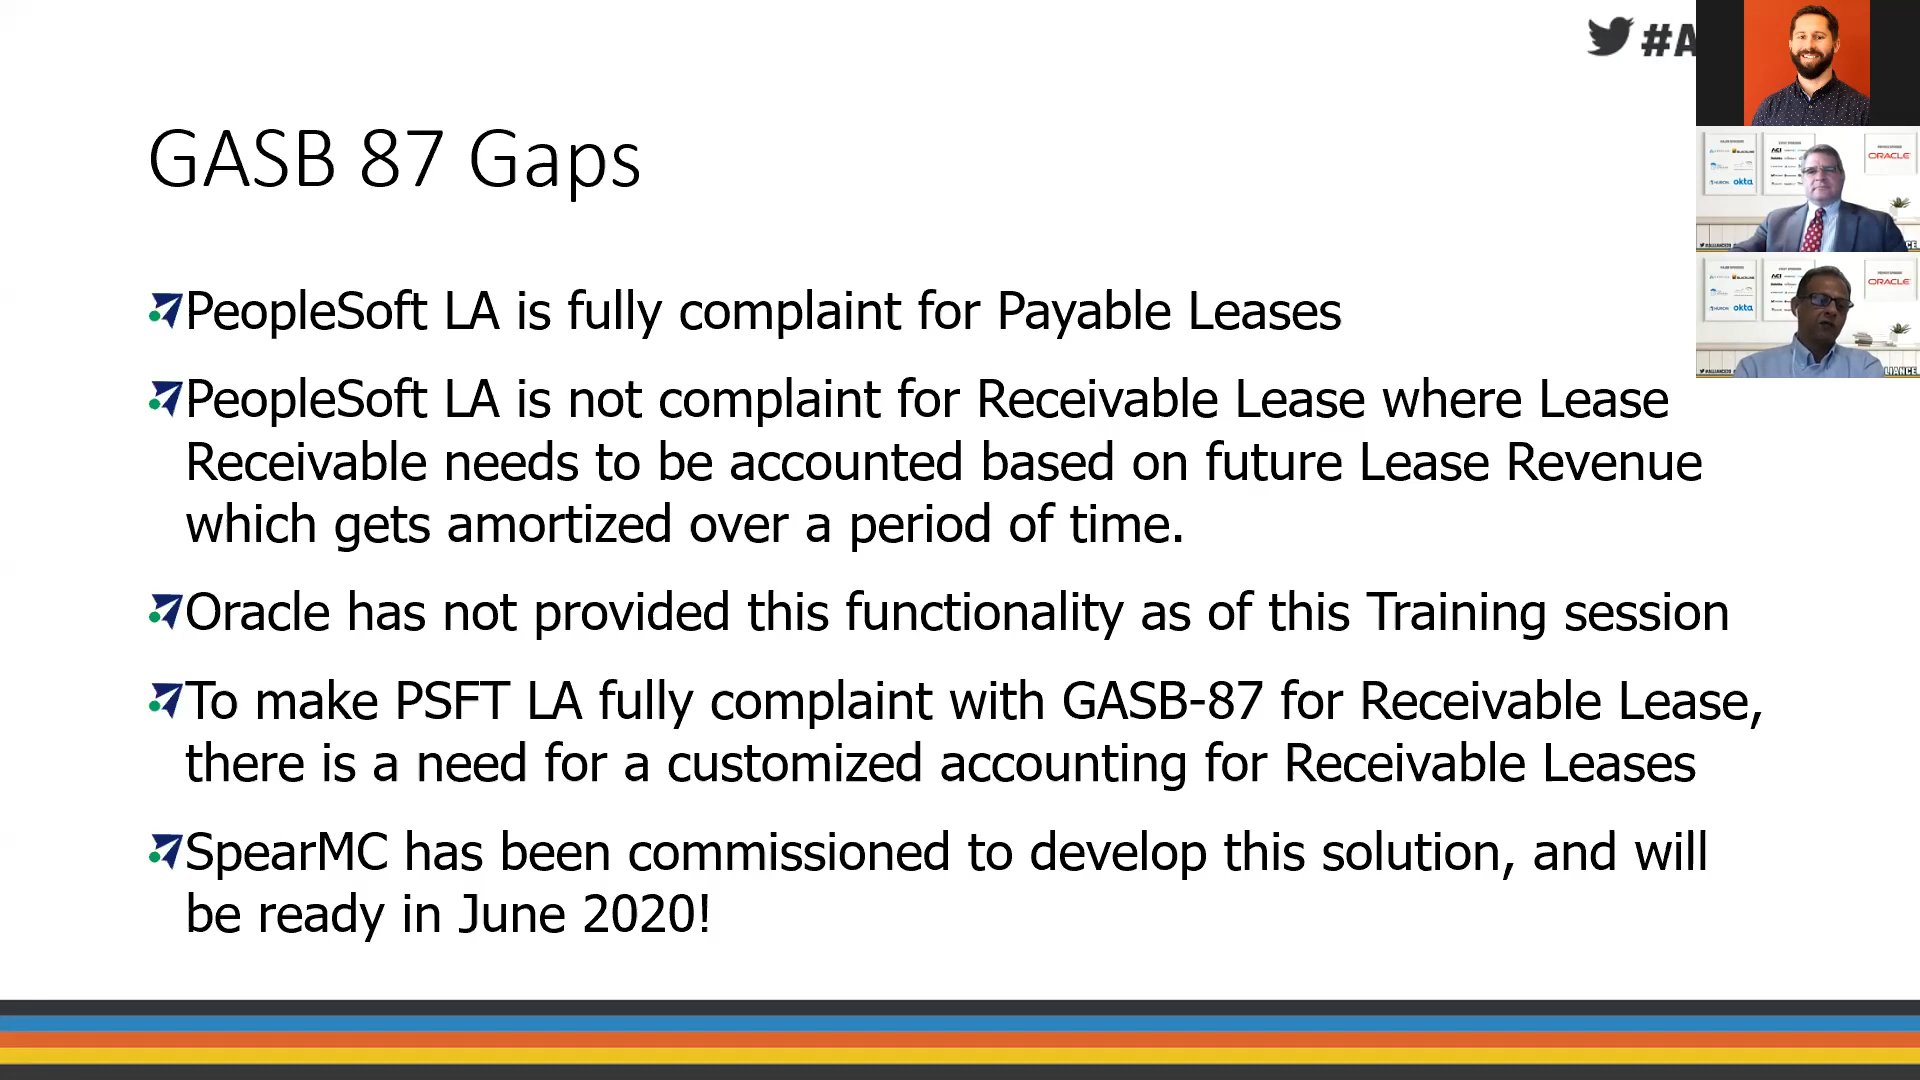 #A
GASB 87 Gaps
PeopleSoft LA is fully complaint for Payable Leases
PeopleSoft LA is not complaint for Receivable Lease where Lease
Receivable needs to be accounted based on future Lease Revenue
which gets amortized over a period of time.
Oracle has not provided this functionality as of this Training session
To make PSFT LA fully complaint with GASB-87 for Receivable Lease,
there is a need for a customized accounting for Receivable Leases
SpearMC has been commissioned to develop this solution, and will
be ready in June 2020!
ORACLE
HURON okta
ORACLE
HURON okta
LIANCE